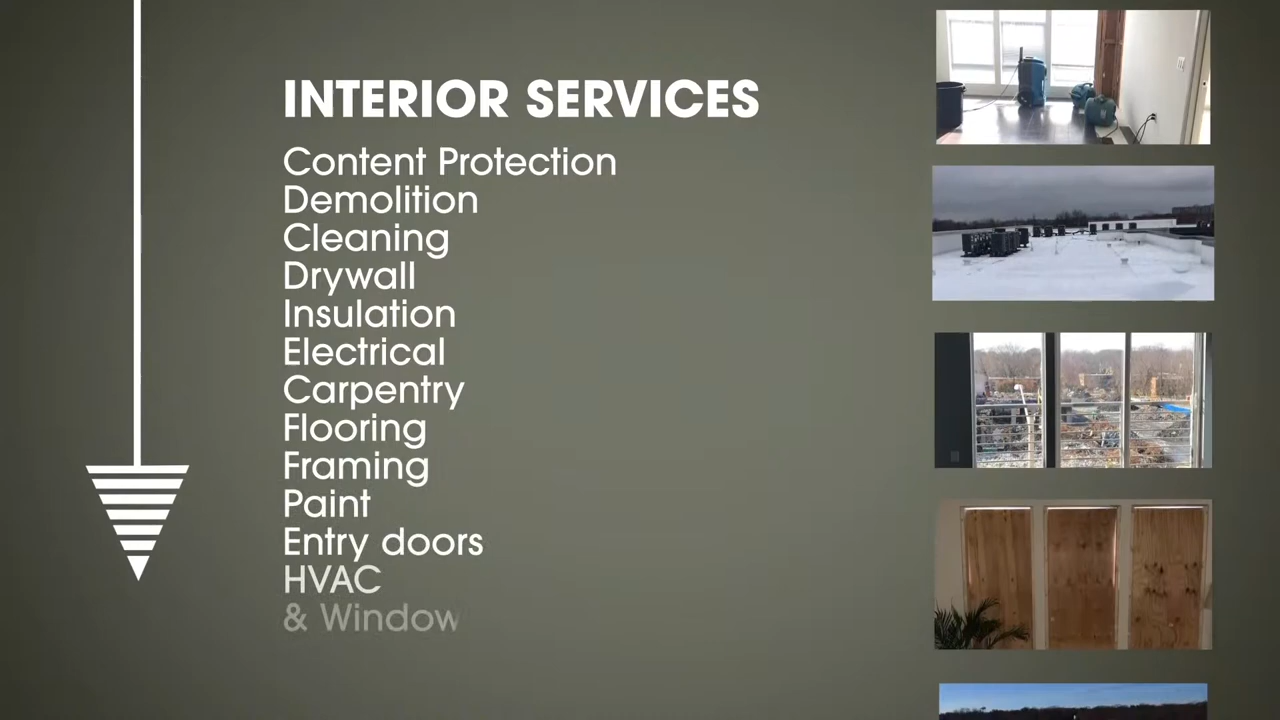 INTERIOR SERVICES
Content Protection
Demolition
Cleaning
Drywall
Insulation
Electrical
Carpentry
Flooring
Framing
Paint
Entry doors
HVAC
& Window